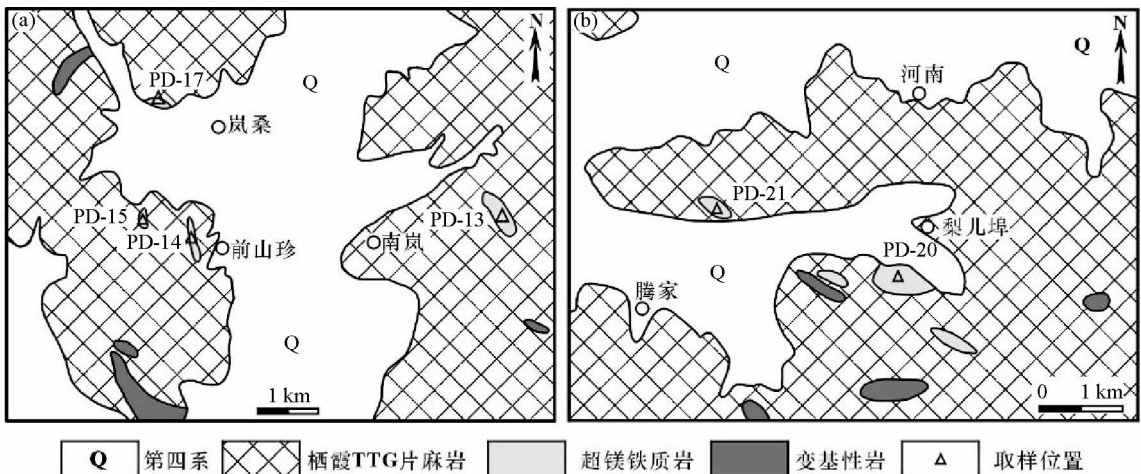 (a)
N
PD-17
Q
岚桑
PD-15
PD-14
前山珍
南岚
PD-13
Q
1 km
(b)
N
Q
Q
河南
PD-21
梨儿埠
PD-20
Q
腾家
0 1 km
Q 第四系 栖霞TTG片麻岩 超镁铁质岩 变基性岩 取样位置